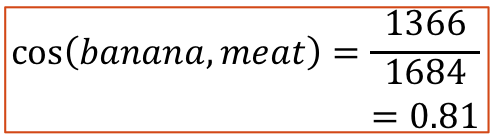 cos(banana, meat) = 1366/1684
= 0.81